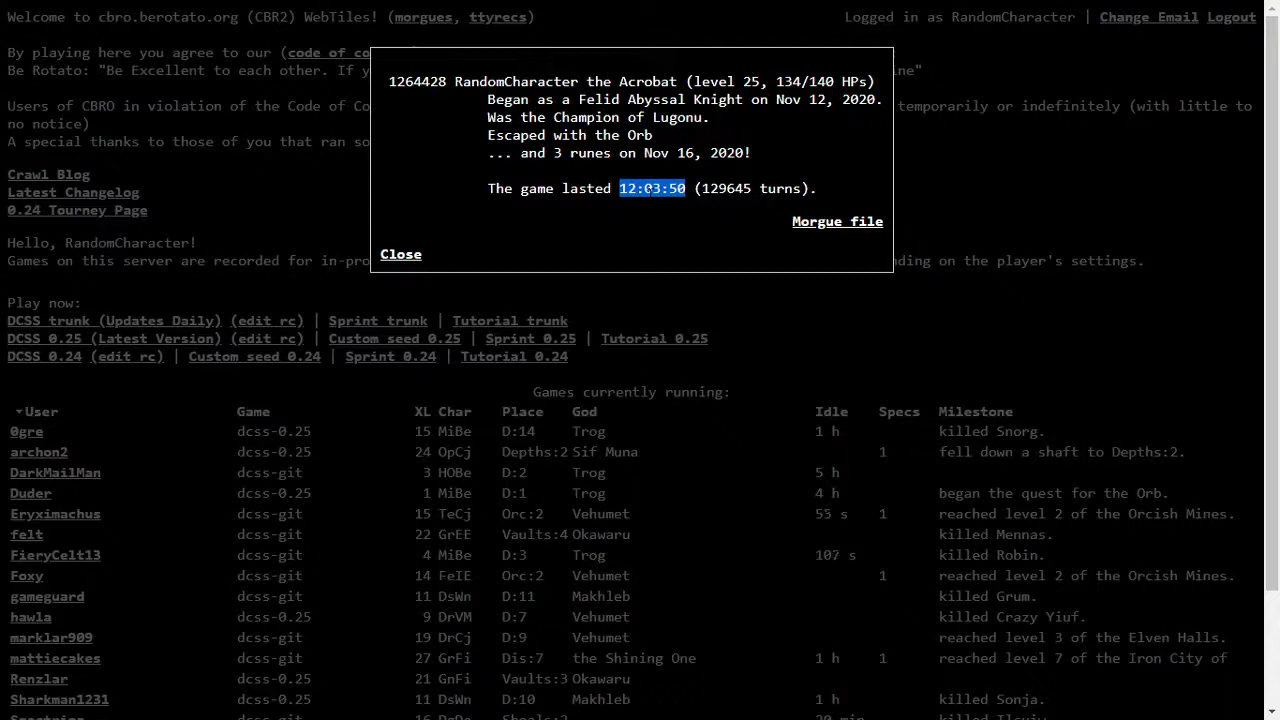 Welcome to cbro.berotato.org (CBR2) WebTiles! (morgues, ttyrecs)
Logged in as RandomCharacter | Change Email Logout
By playing here you agree to our (code of co
Be Rotato: "Be Excellent to each other. If y
ine"
Users of CBRO in violation of the Code of Co
temporarily or indefinitely (with little to
no notice)
A special thanks to those of you that ran so
1264428 RandomCharacter the Acrobat (level 25, 134/140 HPs)
Began as a Felid Abyssal Knight on Nov 12, 2020.
Was the Champion of Lugonu.
Escaped with the Orb
... and 3 runes on Nov 16, 2020!
The game lasted 12:03:50 (129645 turns).
Morgue file
Close
Crawl Blog
Latest Changelog
0.24 Tourney Page
Hello, RandomCharacter!
Games on this server are recorded for in-pro
nding on the player's settings.
Play now:
DCSS trunk (Updates Daily) (edit rc) | Sprint trunk | Tutorial trunk
DCSS 0.25 (Latest Version) (edit rc) | Custom seed 0.25 | Sprint 0.25 | Tutorial 0.25
DCSS 0.24 (edit rc) | Custom seed 0.24 | Sprint 0.24 | Tutorial 0.24
Games currently running:
User Game XL Char Place God Idle Specs Milestone
0gre dcss-0.25 15 MiBe D:14 Trog 1 h killed Snorg.
archon2 dcss-0.25 24 OpCj Depths:2 Sif Muna 1 fell down a shaft to Depths:2.
DarkMailMan dcss-git 3 HOBe D:2 Trog 5 h
Duder dcss-0.25 1 MiBe D:1 Trog 4 h began the quest for the Orb.
Eryximachus dcss-git 15 TeCj Orc:2 Vehumet 55 s 1 reached level 2 of the Orcish Mines.
felt dcss-git 22 GrEE Vaults:4 Okawaru killed Mennas.
FieryCelt13 dcss-git 4 MiBe D:3 Trog 107 s killed Robin.
Foxy dcss-git 14 FeIE Orc:2 Vehumet 1 reached level 2 of the Orcish Mines.
gameguard dcss-git 11 DsWn D:11 Makhleb killed Grum.
hawla dcss-0.25 9 DrVM D:7 Vehumet killed Crazy Yiuf.
marklar909 dcss-git 19 DrCj D:9 Vehumet reached level 3 of the Elven Halls.
mattiecakes dcss-git 27 GrFi Dis:7 the Shining One 1 h 1 reached level 7 of the Iron City of
Renzlar dcss-0.25 21 GnFi Vaults:3 Okawaru
Sharkman1231 dcss-0.25 11 DsWn D:10 Makhleb 1 h killed Sonja.